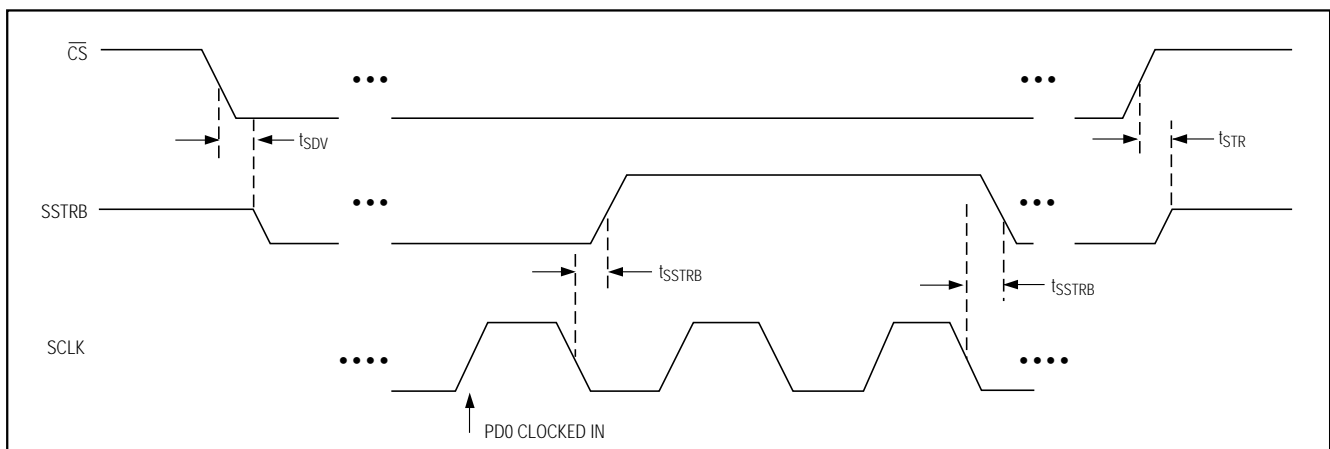 CS
tSDV
tSTR
SSTRB
tSSTRB
tSSTRB
SCLK
PD0 CLOCKED IN